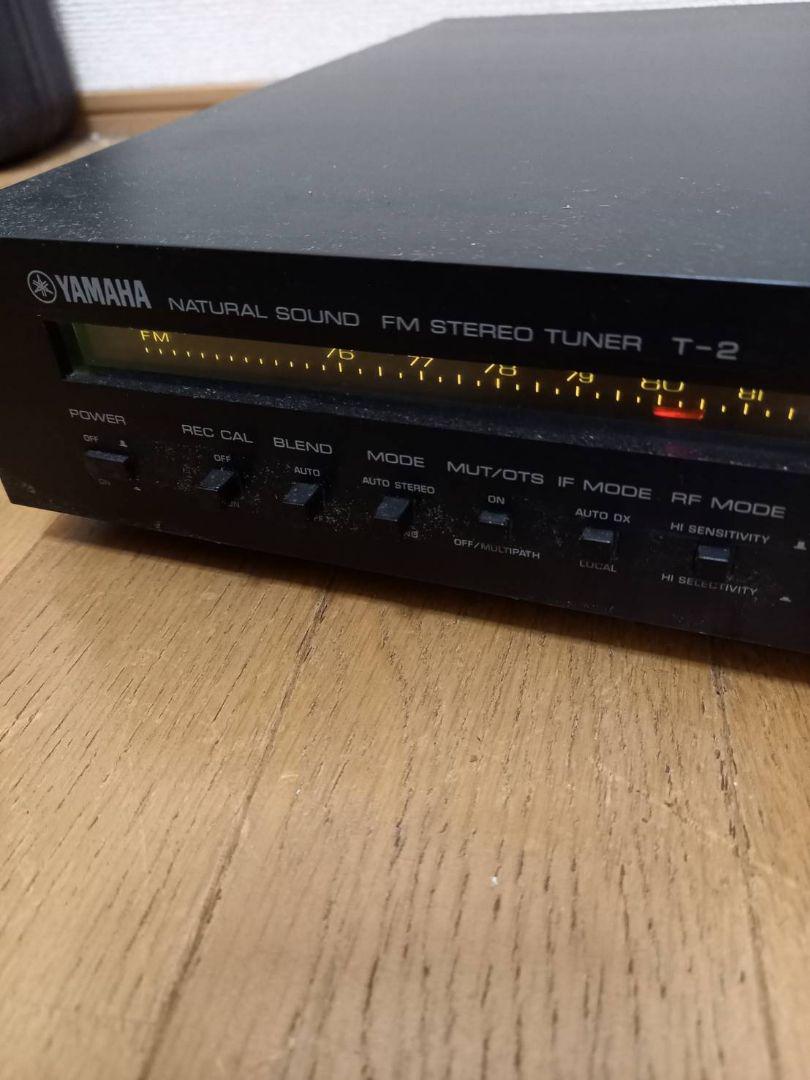 YAMAHA NATURAL SOUND FM STEREO TUNER T-2
FM 76 77 78 79 80 81
POWER
OFF
ON
REC CAL
OFF
BLEND
AUTO
MODE
AUTO STEREO
MUT/OTS
ON
OFF/MULTIPATH
IF MODE
AUTO DX
LOCAL
RF MODE
HI SENSITIVITY
HI SELECTIVITY